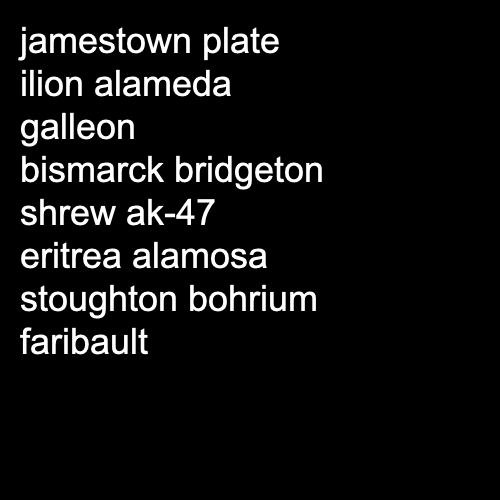 jamestown plate
ilion alameda
galleon
bismarck bridgeton
shrew ak-47
eritrea alamosa
stoughton bohrium
faribault